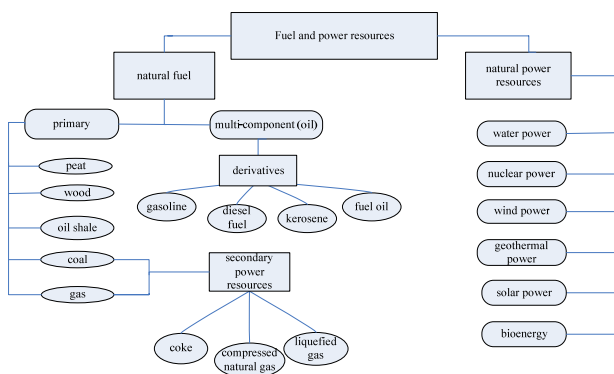 Fuel and power resources
natural fuel
natural power
resources
primary
multi-component (oil)
water power
peat
derivatives
nuclear power
wood
gasoline
diesel
fuel
kerosene
fuel oil
wind power
oil shale
geothermal
power
coal
secondary
power
resources
gas
solar power
coke
compressed
natural gas
liquefied
gas
bioenergy